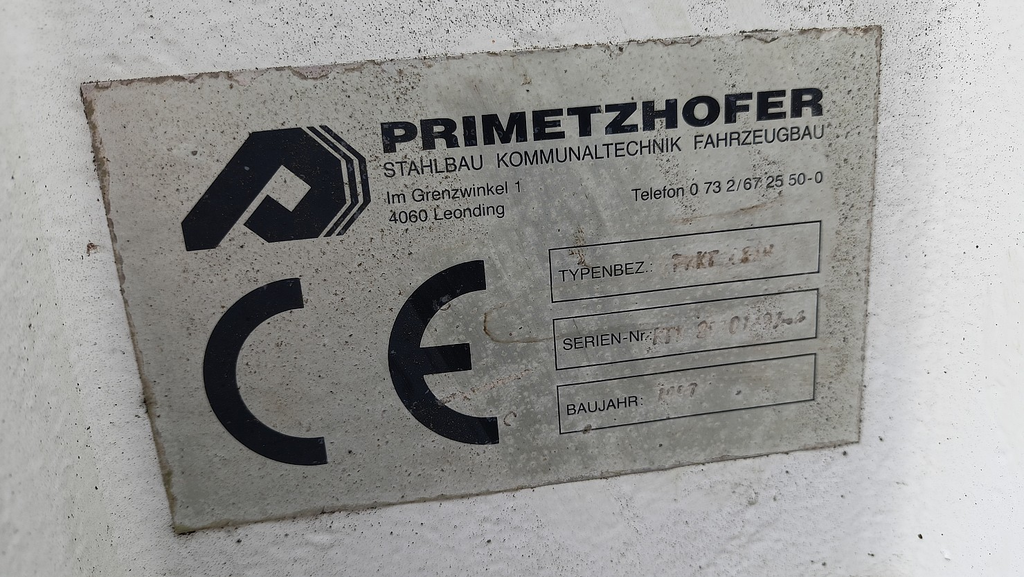 PRIMETZHOFER
STAHLBAU KOMMUNALTECHNIK FAHRZEUGBAU
Im Grenzwinkel 1
4060 Leonding
Telefon 0 73 2/67 25 50-0
CE
TYPENBEZ.:
SERIEN-Nr.:
BAUJAHR: